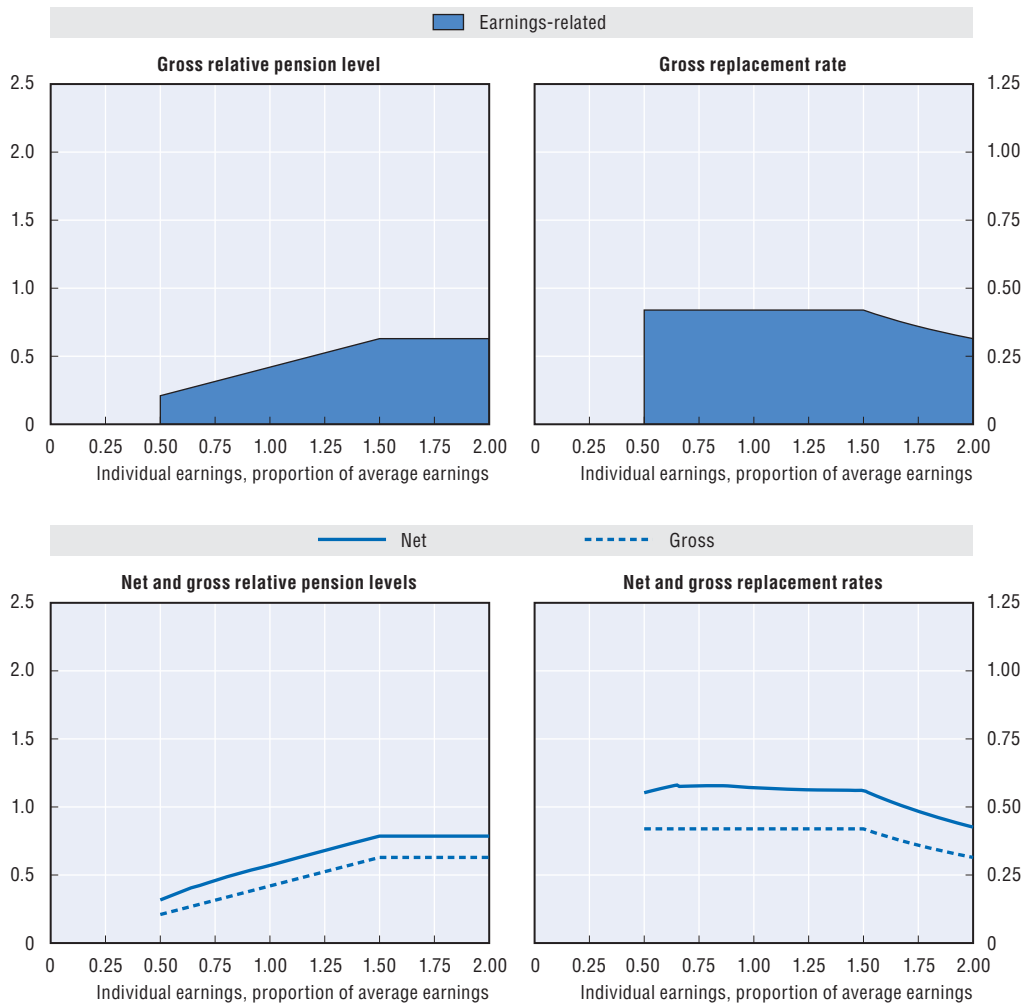 Earnings-related
Gross relative pension level
2.5
2.0
1.5
1.0
0.5
0
0 0.25 0.50 0.75 1.00 1.25 1.50 1.75 2.00
Individual earnings, proportion of average earnings
Gross replacement rate
1.25
1.00
0.75
0.50
0.25
0
0 0.25 0.50 0.75 1.00 1.25 1.50 1.75 2.00
Individual earnings, proportion of average earnings
Net Gross
Net and gross relative pension levels
2.5
2.0
1.5
1.0
0.5
0
0 0.25 0.50 0.75 1.00 1.25 1.50 1.75 2.00
Individual earnings, proportion of average earnings
Net and gross replacement rates
1.25
1.00
0.75
0.50
0.25
0
0 0.25 0.50 0.75 1.00 1.25 1.50 1.75 2.00
Individual earnings, proportion of average earnings